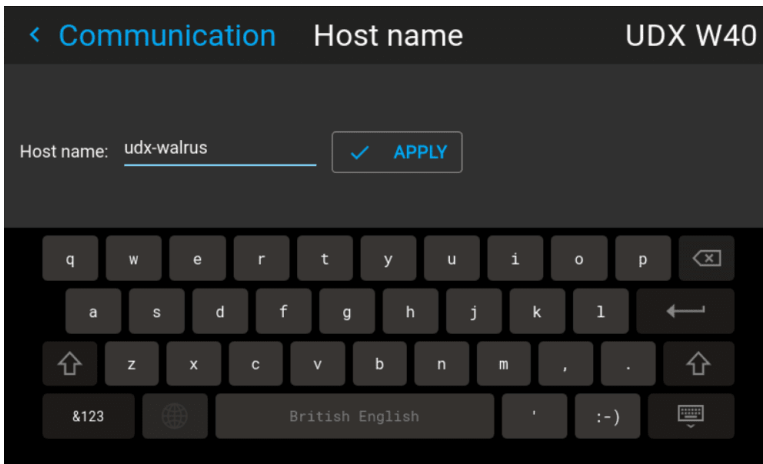 Communication Host name UDX W40
Host name: udx-walrus APPLY
q w e r t y u i o p
a s d f g h j k l
z x c v b n m , .
&123 British English ' :-)